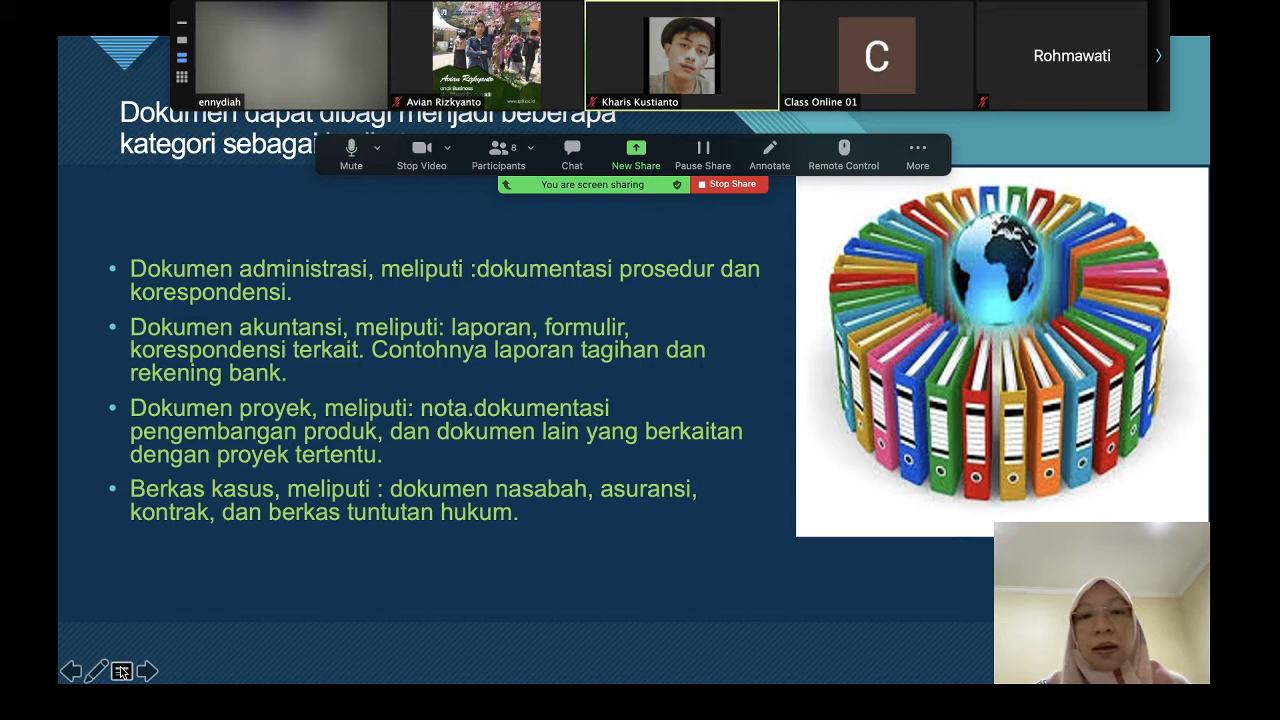 Rohmawati
ennydiah
Avian Rizkyanto
Avian Rizkyanto
Kharis Kustianto
C
Class Online 01
Dokumen dapat dibagi menjadi beberapa
kategori sebagai
Mute
Stop Video
Participants
8
Chat
New Share
Pause Share
Annotate
Remote Control
More
You are screen sharing
Stop Share
• Dokumen administrasi, meliputi :dokumentasi prosedur dan
korespondensi.
• Dokumen akuntansi, meliputi: laporan, formulir,
korespondensi terkait. Contohnya laporan tagihan dan
rekening bank.
• Dokumen proyek, meliputi: nota.dokumentasi
pengembangan produk, dan dokumen lain yang berkaitan
dengan proyek tertentu.
• Berkas kasus, meliputi : dokumen nasabah, asuransi,
kontrak, dan berkas tuntutan hukum.